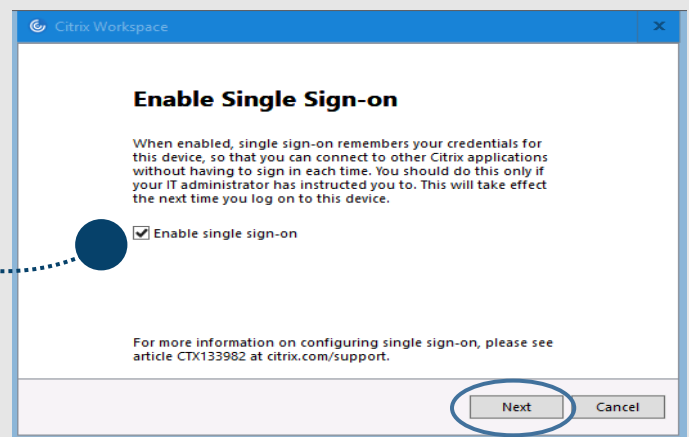 Citrix Workspace
Enable Single Sign-on
When enabled, single sign-on remembers your credentials for
this device, so that you can connect to other Citrix applications
without having to sign in each time. You should do this only if
your IT administrator has instructed you to. This will take effect
the next time you log on to this device.
Enable single sign-on
For more information on configuring single sign-on, please see
article CTX133982 at citrix.com/support.
Next Cancel